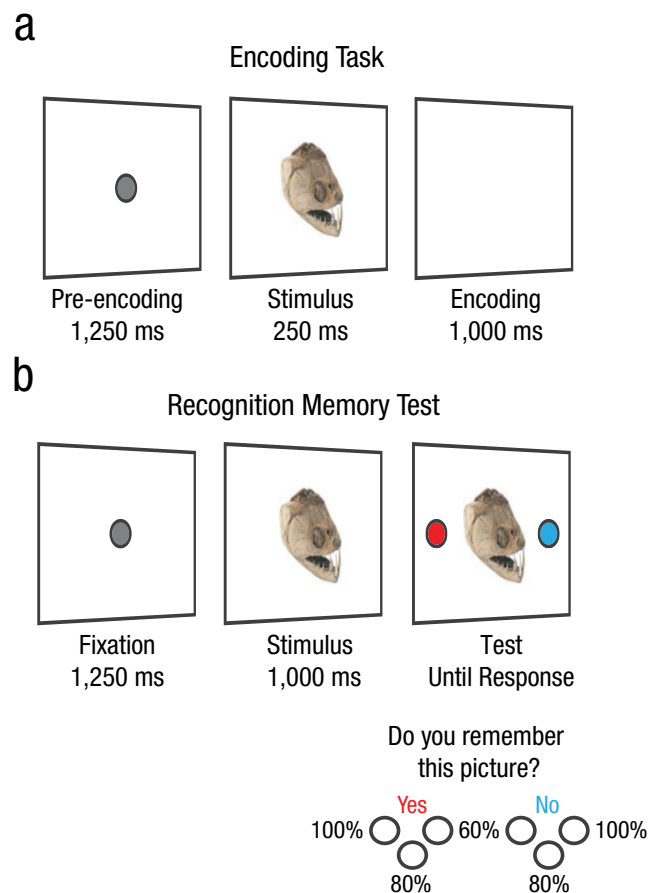 a
Encoding Task
Pre-encoding
1,250 ms
Stimulus
250 ms
Encoding
1,000 ms
b
Recognition Memory Test
Fixation
1,250 ms
Stimulus
1,000 ms
Test
Until Response
Do you remember
this picture?
Yes No
100% 60% 100%
80% 80%